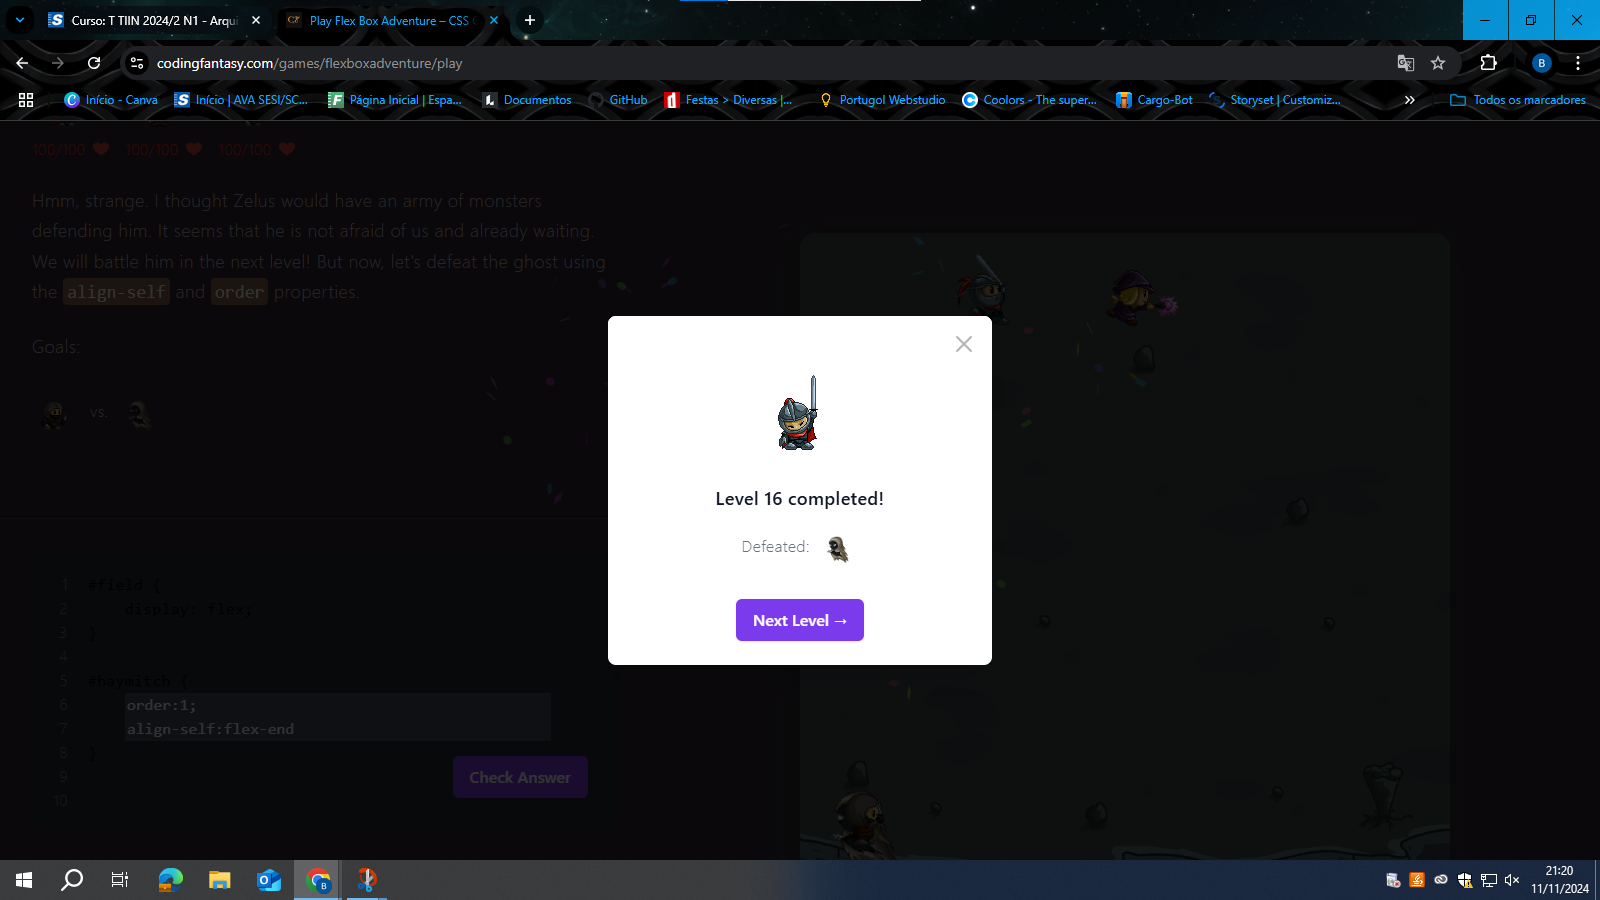 Curso: T TIIN 2024/2 N1 - Arqui
Play Flex Box Adventure – CSS
codingfantasy.com/games/flexboxadventure/play
B
Início - Canva
Início | AVA SESI/SC...
Página Inicial | Espa...
Documentos
GitHub
Festas > Diversas |...
Portugol Webstudio
Coolors - The super...
Cargo-Bot
Storyset | Customiz...
Todos os marcadores
100/100 100/100 100/100
Hmm, strange. I thought Zelus would have an army of monsters
defending him. It seems that he is not afraid of us and already waiting.
We will battle him in the next level! But now, let's defeat the ghost using
the align-self and order properties.
Goals:
vs.
Level 16 completed!
Defeated:
Next Level →
1 #field {
2 display: flex;
3 }
4
5 #haymitch {
6 order:1;
7 align-self:flex-end
8 }
9
10
Check Answer
21:20
11/11/2024